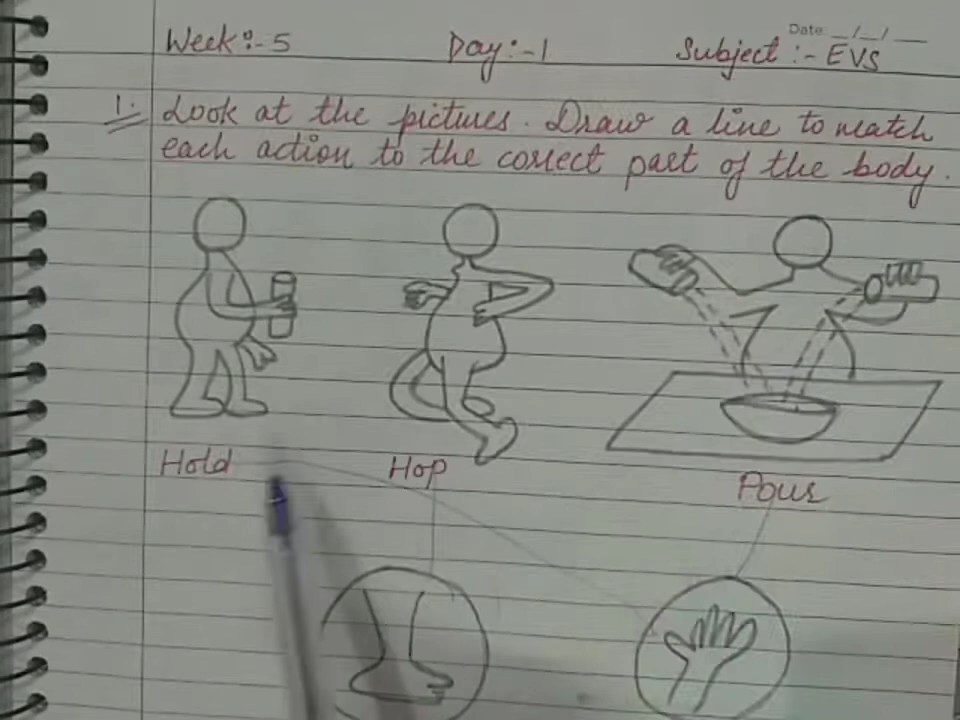 Date: _/_/__
Week:-5 Day:-1 Subject:-EVS
1. Look at the pictures. Draw a line to match
each action to the correct part of the body.
Hold Hop Pour